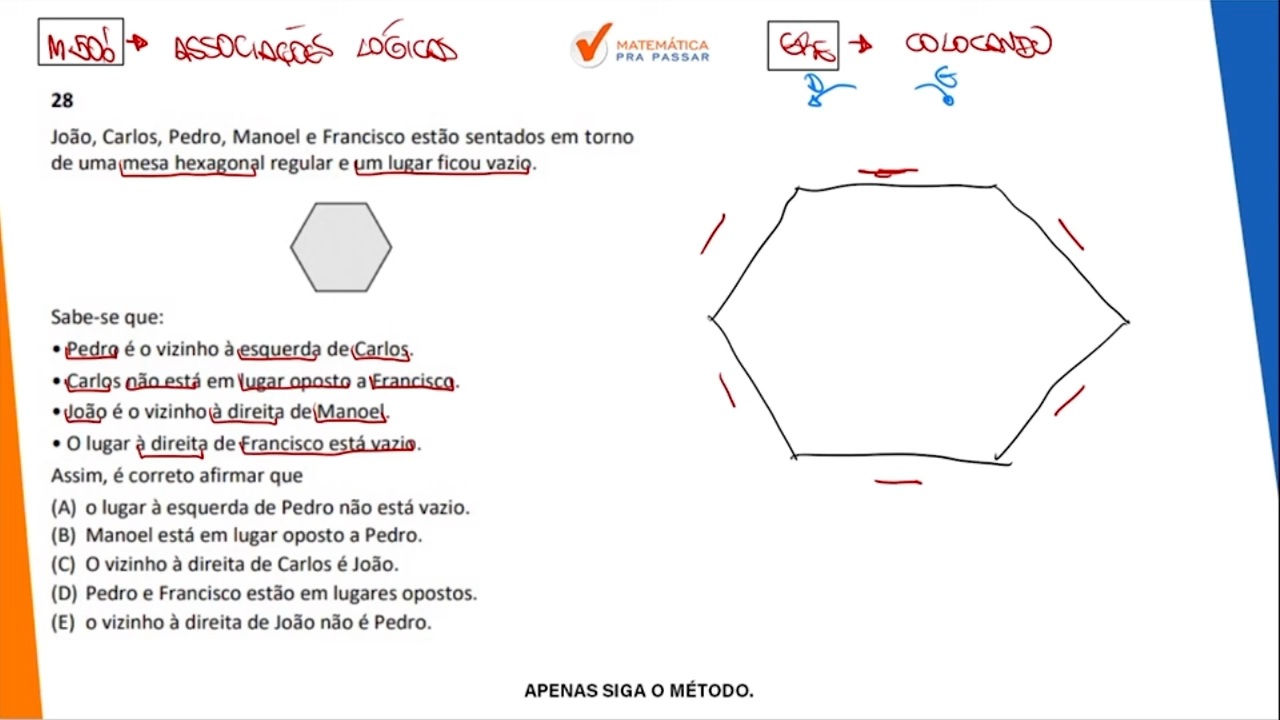 ASSOCIAÇÕES LÓGICAS
MATEMÁTICA
PRA PASSAR
COLOCANDO
D
E
28
João, Carlos, Pedro, Manoel e Francisco estão sentados em torno
de uma mesa hexagonal regular e um lugar ficou vazio.
Sabe-se que:
• Pedro é o vizinho à esquerda de Carlos.
• Carlos não está em lugar oposto a Francisco.
• João é o vizinho à direita de Manoel.
• O lugar à direita de Francisco está vazio.
Assim, é correto afirmar que
(A) o lugar à esquerda de Pedro não está vazio.
(B) Manoel está em lugar oposto a Pedro.
(C) O vizinho à direita de Carlos é João.
(D) Pedro e Francisco estão em lugares opostos.
(E) o vizinho à direita de João não é Pedro.
APENAS SIGA O MÉTODO.